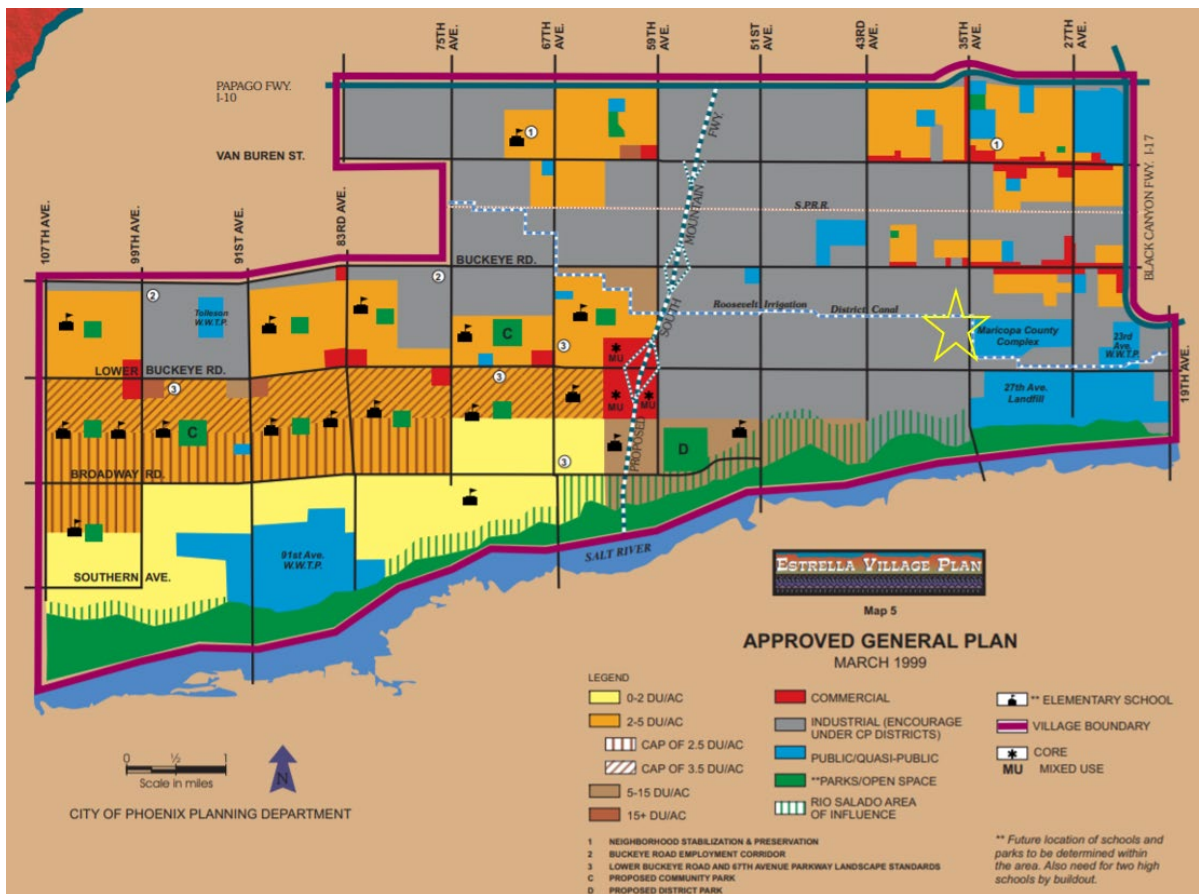 75TH AVE.
67TH AVE.
59TH AVE.
51ST AVE.
43RD AVE.
35TH AVE.
27TH AVE.
PAPAGO FWY.
I-10
VAN BUREN ST.
107TH AVE.
99TH AVE.
91ST AVE.
83RD AVE.
1
1
FWY.
MOUNTAIN
SOUTH
PROPOSED
S.P.R.R.
BLACK CANYON FWY. I-17
BUCKEYE RD.
2
2
Tolleson
W.W.T.P.
Roosevelt Irrigation District Canal
Maricopa County
Complex
23rd
Ave.
W.W.T.P.
19TH AVE.
C
3
MU
LOWER BUCKEYE RD.
3
3
27th Ave.
Landfill
MU
MU
C
D
BROADWAY RD.
3
91st Ave.
W.W.T.P.
SALT RIVER
SOUTHERN AVE.
ESTRELLA VILLAGE PLAN
Map 5
APPROVED GENERAL PLAN
MARCH 1999
LEGEND
0-2 DU/AC
2-5 DU/AC
CAP OF 2.5 DU/AC
CAP OF 3.5 DU/AC
5-15 DU/AC
15+ DU/AC
COMMERCIAL
INDUSTRIAL (ENCOURAGE
UNDER CP DISTRICTS)
PUBLIC/QUASI-PUBLIC
**PARKS/OPEN SPACE
RIO SALADO AREA
OF INFLUENCE
** ELEMENTARY SCHOOL
VILLAGE BOUNDARY
CORE
MU MIXED USE
0 ½ 1
Scale in miles
N
CITY OF PHOENIX PLANNING DEPARTMENT
1 NEIGHBORHOOD STABILIZATION & PRESERVATION
2 BUCKEYE ROAD EMPLOYMENT CORRIDOR
3 LOWER BUCKEYE ROAD AND 67TH AVENUE PARKWAY LANDSCAPE STANDARDS
C PROPOSED COMMUNITY PARK
D PROPOSED DISTRICT PARK
** Future location of schools and
parks to be determined within
the area. Also need for two high
schools by buildout.